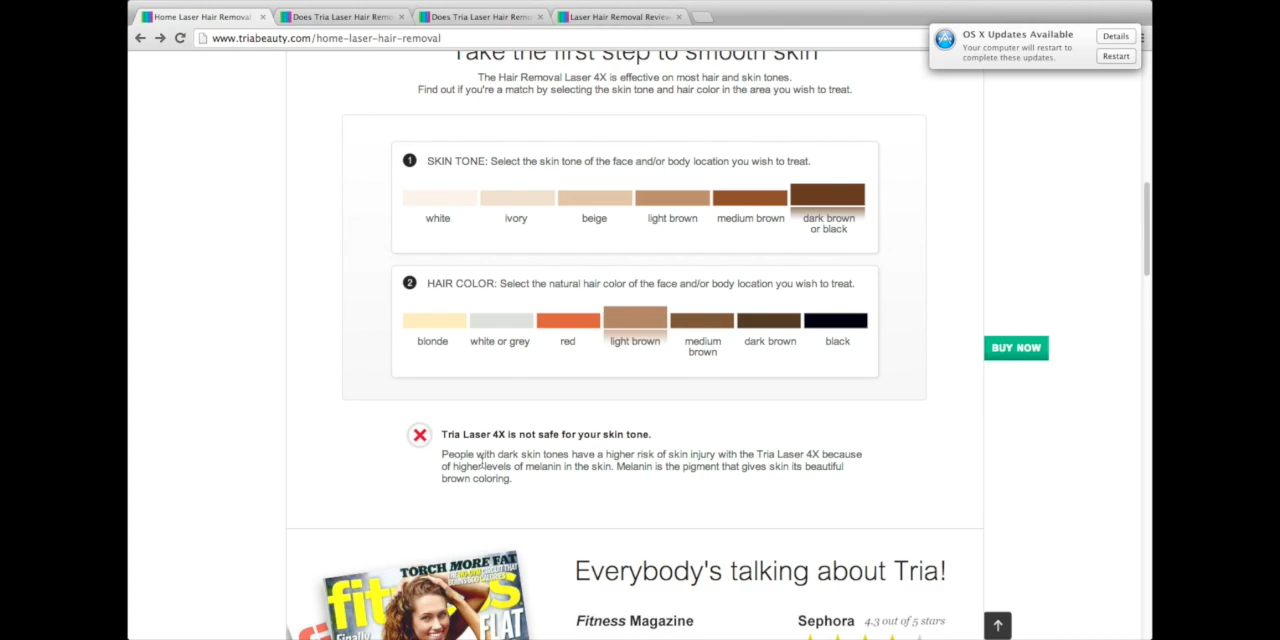 Home Laser Hair Removal
Does Tria Laser Hair Remo
Does Tria Laser Hair Remo
Laser Hair Removal Review
www.triabeauty.com/home-laser-hair-removal
OS X Updates Available
Your computer will restart to
complete these updates.
Details
Restart
Take the first step to smooth skin
The Hair Removal Laser 4X is effective on most hair and skin tones.
Find out if you're a match by selecting the skin tone and hair color in the area you wish to treat.
1 SKIN TONE: Select the skin tone of the face and/or body location you wish to treat.
white ivory beige light brown medium brown dark brown
or black
2 HAIR COLOR: Select the natural hair color of the face and/or body location you wish to treat.
blonde white or grey red light brown medium dark brown black
brown
BUY NOW
Tria Laser 4X is not safe for your skin tone.
People with dark skin tones have a higher risk of skin injury with the Tria Laser 4X because
of higher levels of melanin in the skin. Melanin is the pigment that gives skin its beautiful
brown coloring.
TORCH MORE FAT
fitness
Finally
FLAT
Everybody's talking about Tria!
Fitness Magazine
Sephora 4.3 out of 5 stars